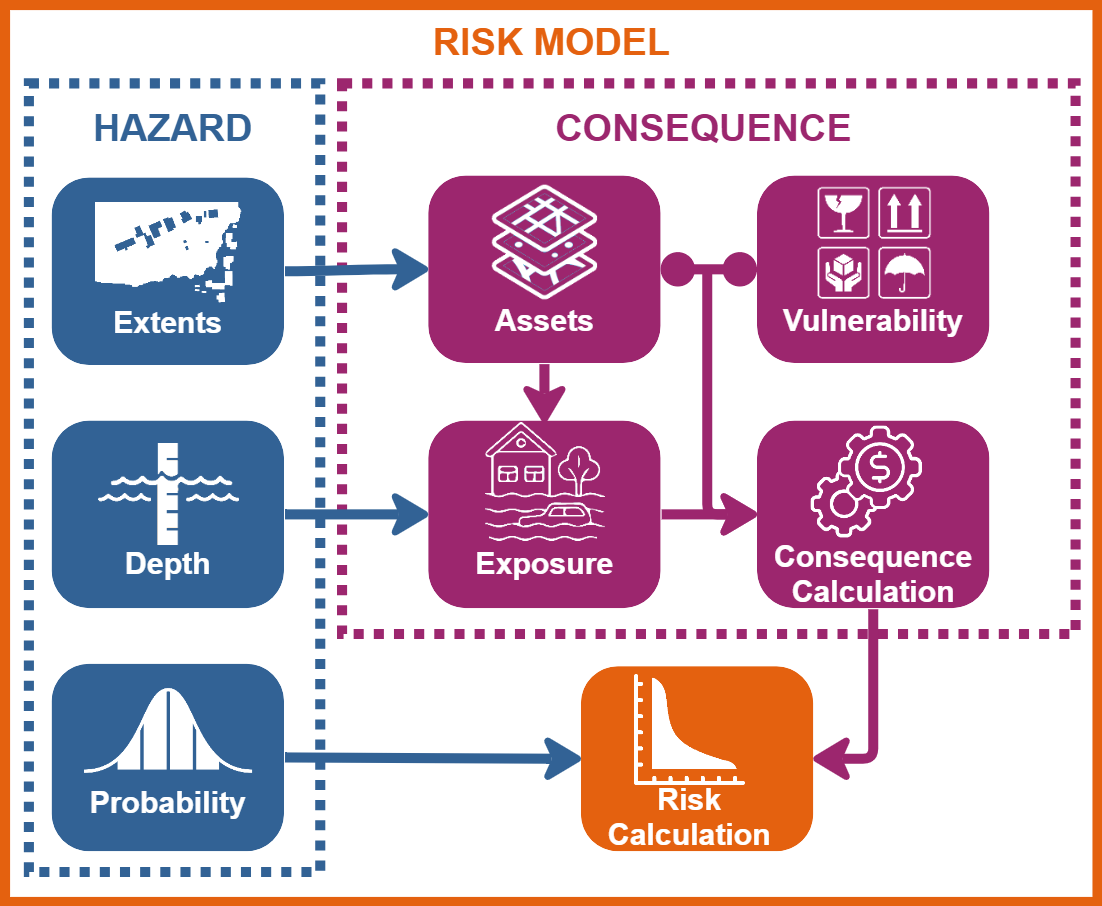 RISK MODEL
HAZARD
CONSEQUENCE
Extents
Assets
Vulnerability
Depth
Exposure
$
Consequence
Calculation
Probability
Risk
Calculation